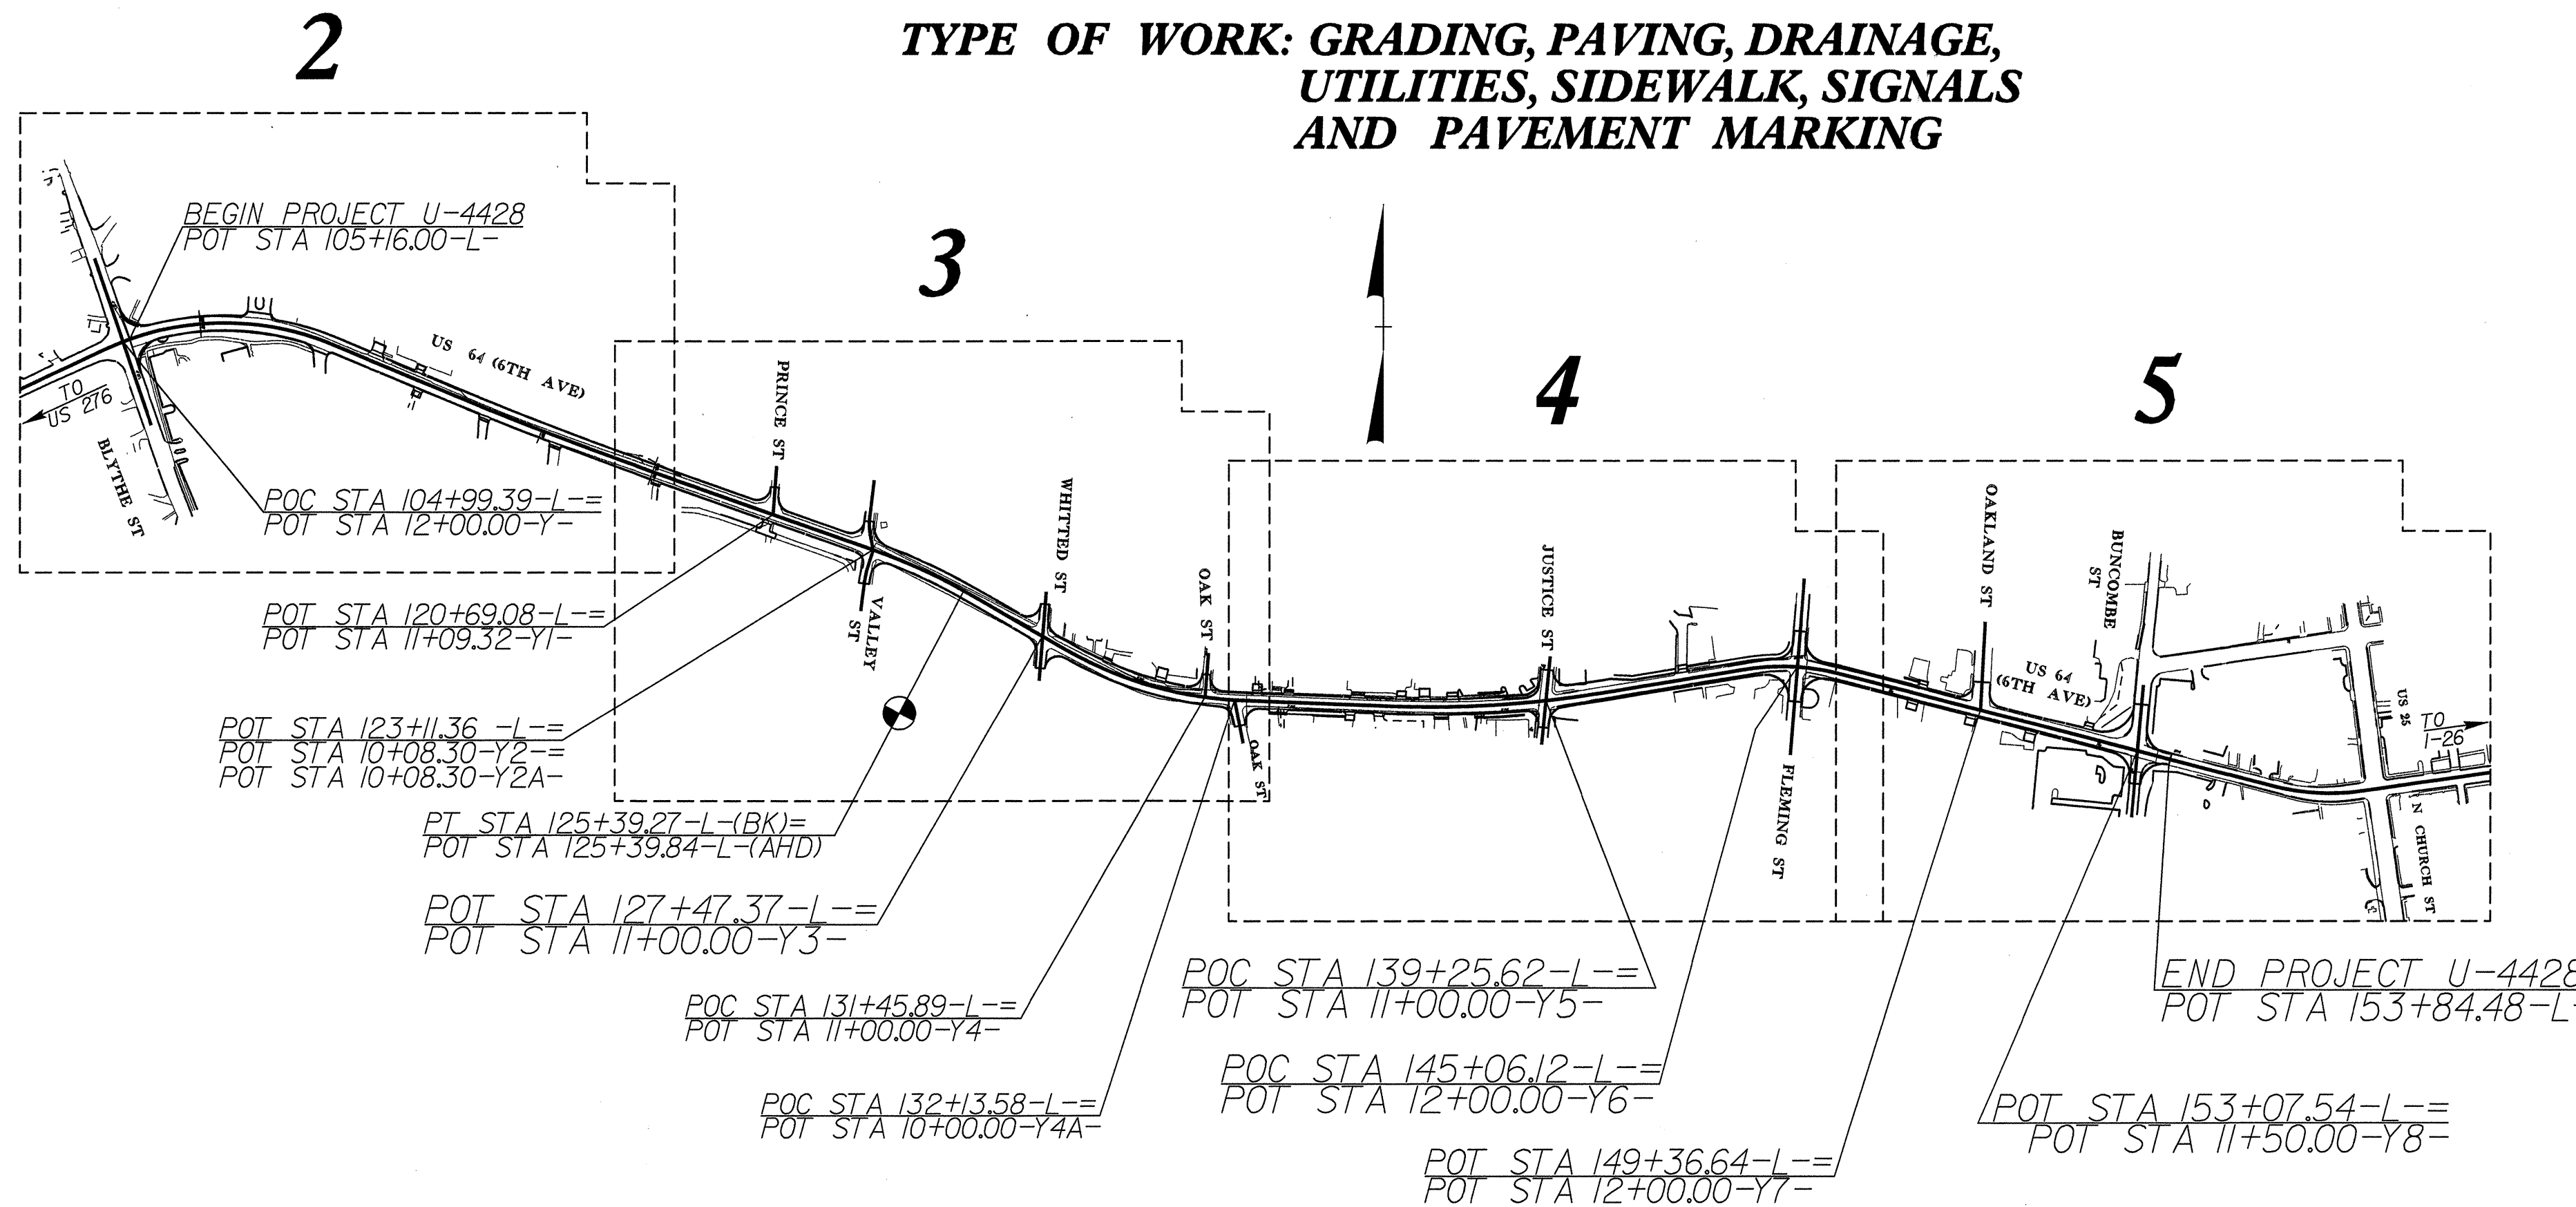 2
TYPE OF WORK: GRADING, PAVING, DRAINAGE,
UTILITIES, SIDEWALK, SIGNALS
AND PAVEMENT MARKING
BEGIN PROJECT U-4428
POT STA 105+16.00-L-
3
4
5
US 64 (6TH AVE)
TO
US 276
BLYTHE ST
POC STA 104+99.39-L-=
POT STA 12+00.00-Y-
PRINCE ST
VALLEY
ST
WHITTED ST
OAK ST
OAK ST
JUSTICE ST
FLEMING ST
OAKLAND ST
BUNCOMBE
ST
US 64
(6TH AVE)
US 25
TO
I-26
N CHURCH ST
POT STA 120+69.08-L-=
POT STA 11+09.32-Y1-
POT STA 123+11.36 -L-=
POT STA 10+08.30-Y2-=
POT STA 10+08.30-Y2A-
PT STA 125+39.27-L-(BK)=
POT STA 125+39.84-L-(AHD)
POT STA 127+47.37-L-=
POT STA 11+00.00-Y3-
POC STA 131+45.89-L-=
POT STA 11+00.00-Y4-
POC STA 132+13.58-L-=
POT STA 10+00.00-Y4A-
POC STA 139+25.62-L-=
POT STA 11+00.00-Y5-
POC STA 145+06.12-L-=
POT STA 12+00.00-Y6-
POT STA 149+36.64-L-=
POT STA 12+00.00-Y7-
END PROJECT U-4428
POT STA 153+84.48-L-
POT STA 153+07.54-L-=
POT STA 11+50.00-Y8-